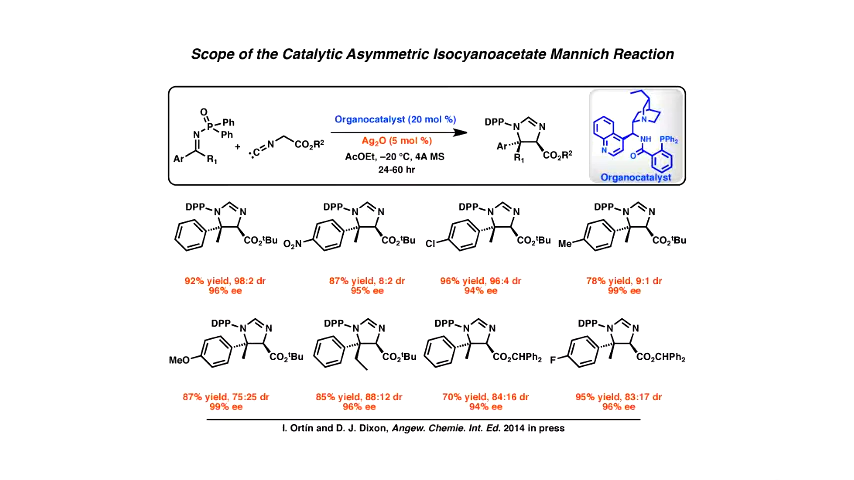 Scope of the Catalytic Asymmetric Isocyanoacetate Mannich Reaction
O
P
Ph
Ph
N
Ar
R1
+
:C
N
CO2R2
Organocatalyst (20 mol %)
Ag2O (5 mol %)
AcOEt, –20 °C, 4A MS
24-60 hr
DPP
N
N
Ar
R1
CO2R2
N
N
NH
PPh2
O
Organocatalyst
DPP N N CO2tBu
DPP N N O2N CO2tBu
DPP N N Cl CO2tBu
DPP N N Me CO2tBu
92% yield, 98:2 dr
96% ee
87% yield, 8:2 dr
95% ee
96% yield, 96:4 dr
94% ee
78% yield, 9:1 dr
99% ee
DPP N N MeO CO2tBu
DPP N N CO2tBu
DPP N N CO2CHPh2
DPP N N F CO2CHPh2
87% yield, 75:25 dr
99% ee
85% yield, 88:12 dr
96% ee
70% yield, 84:16 dr
94% ee
95% yield, 83:17 dr
96% ee
I. Ortín and D. J. Dixon, Angew. Chemie. Int. Ed. 2014 in press